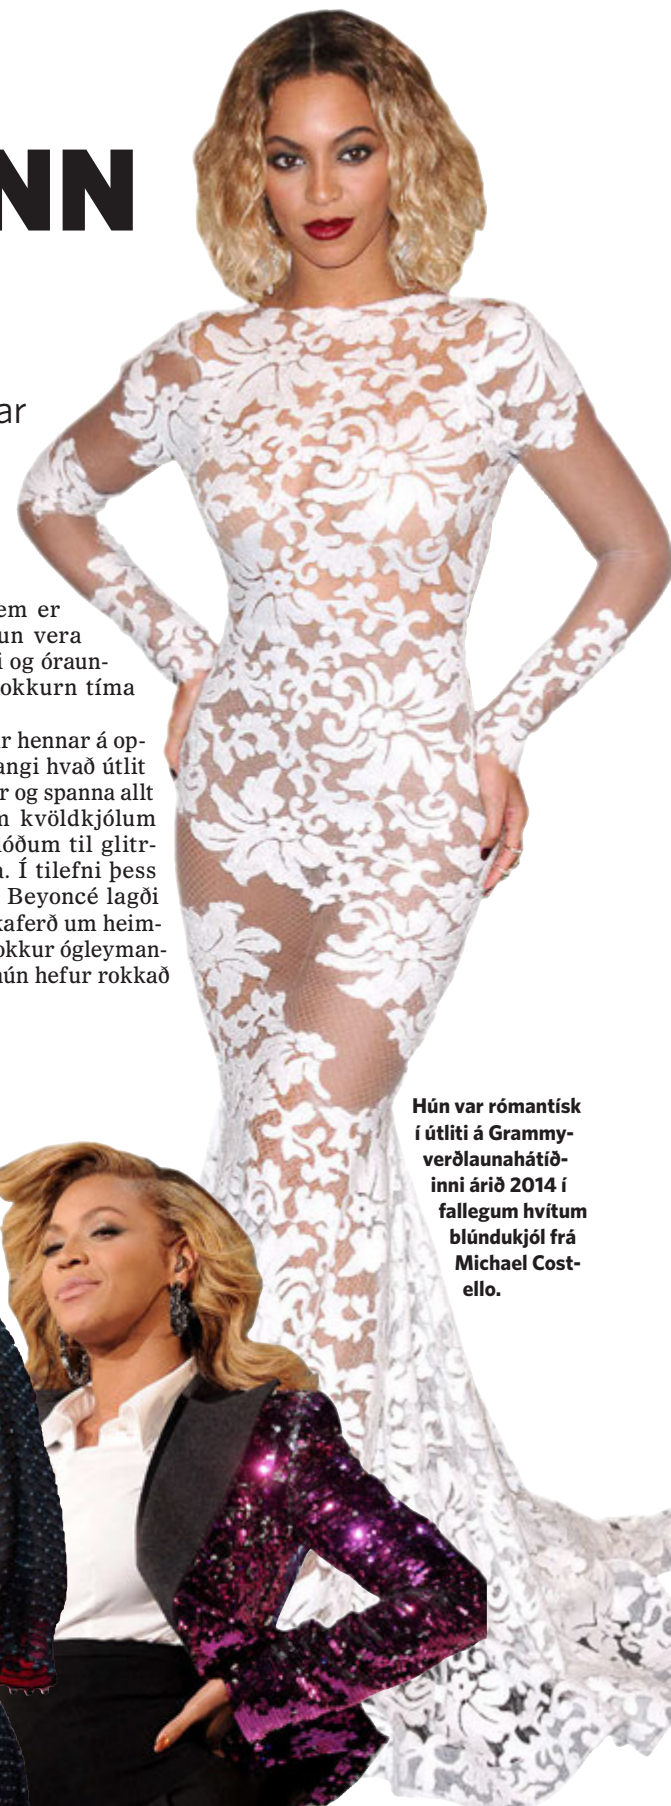 NN
ar
em er
un vera
i og óraun-
okkurn tíma
r hennar á op-
angi hvað útlit
r og spanna allt
m kvöldkjólum
lóðum til glitr-
a. Í tilefni þess
Beyoncé lagði
kaferð um heim-
okkur ógleyman-
hún hefur rokkað
Hún var rómantísk
í útliti á Grammy-
verðlaunahátíð-
inni árið 2014 í
fallegum hvítum
blúndukjól frá
Michael Cost-
ello.